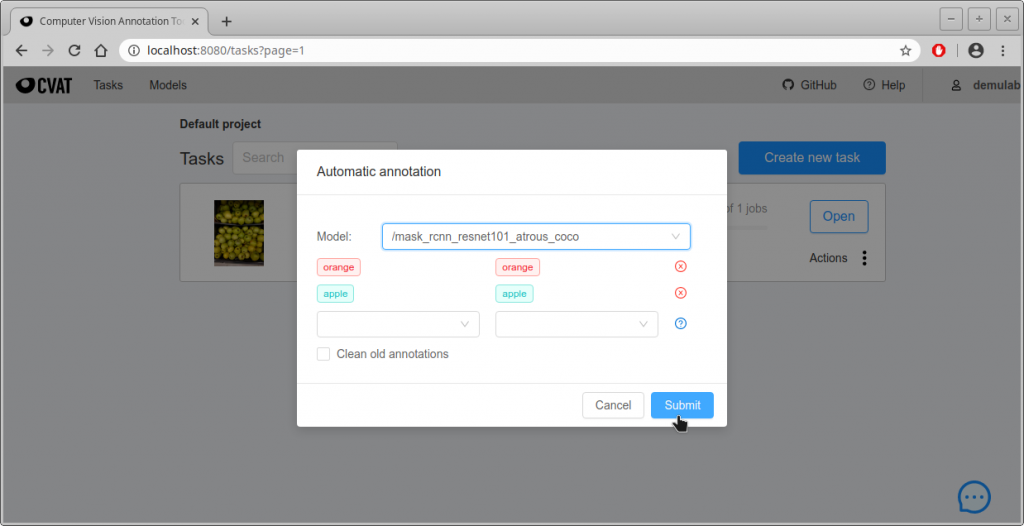 Computer Vision Annotation To
localhost:8080/tasks?page=1
CVAT Tasks Models GitHub Help demulab
Default project
Tasks Search Create new task
Automatic annotation
of 1 jobs Open
Model: /mask_rcnn_resnet101_atrous_coco
Actions
orange orange
apple apple
Clean old annotations
Cancel Submit